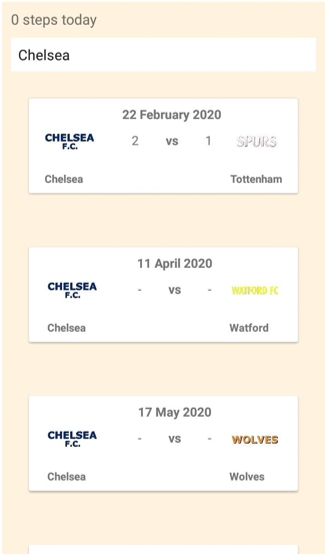 0 steps today
Chelsea
22 February 2020
CHELSEA F.C. 2 vs 1 SPURS
Chelsea Tottenham
11 April 2020
CHELSEA F.C. - vs - WATFORD FC
Chelsea Watford
17 May 2020
CHELSEA F.C. - vs - WOLVES
Chelsea Wolves